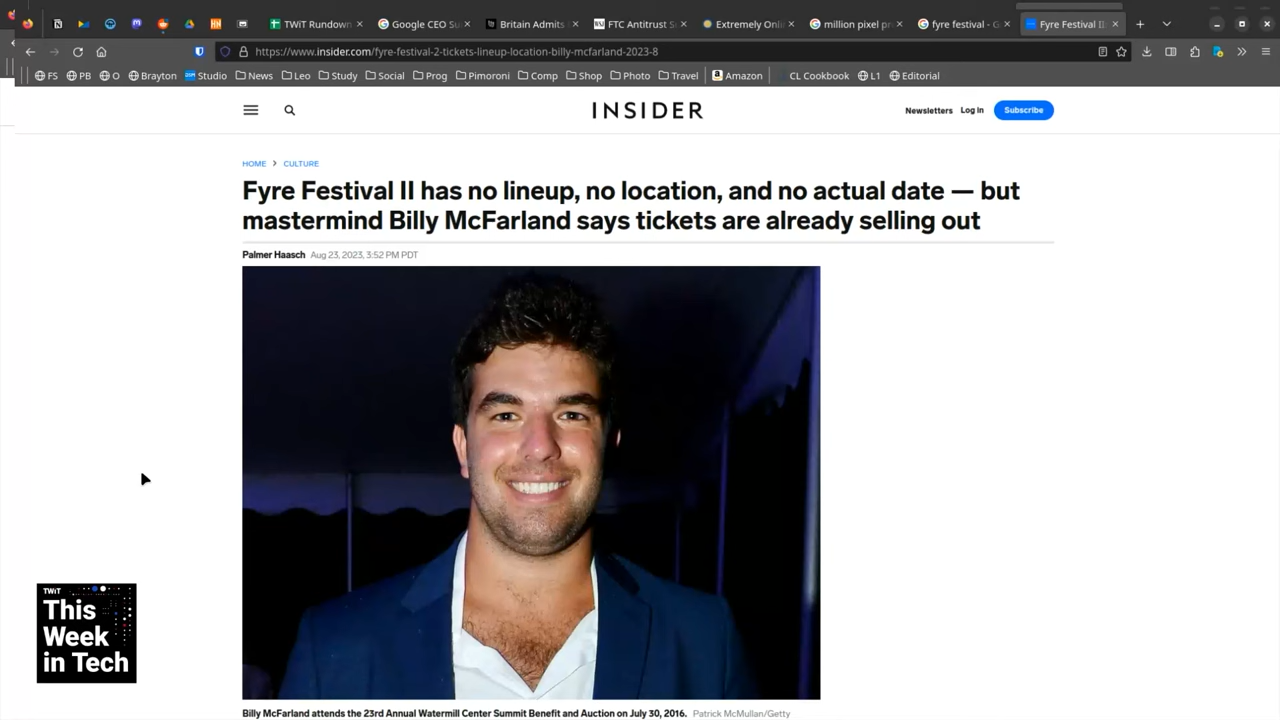 TWiT Rundown
Google CEO Su
Britain Admits
FTC Antitrust S
Extremely Onli
million pixel pr
fyre festival - G
Fyre Festival II
https://www.insider.com/fyre-festival-2-tickets-lineup-location-billy-mcfarland-2023-8
FS PB O Brayton Studio News Leo Study Social Prog Pimoroni Comp Shop Photo Travel Amazon CL Cookbook L1 Editorial
INSIDER
Newsletters Log in Subscribe
HOME > CULTURE
Fyre Festival II has no lineup, no location, and no actual date — but
mastermind Billy McFarland says tickets are already selling out
Palmer Haasch Aug 23, 2023, 3:52 PM PDT
TWiT
This
Week
in Tech
Billy McFarland attends the 23rd Annual Watermill Center Summit Benefit and Auction on July 30, 2016. Patrick McMullan/Getty